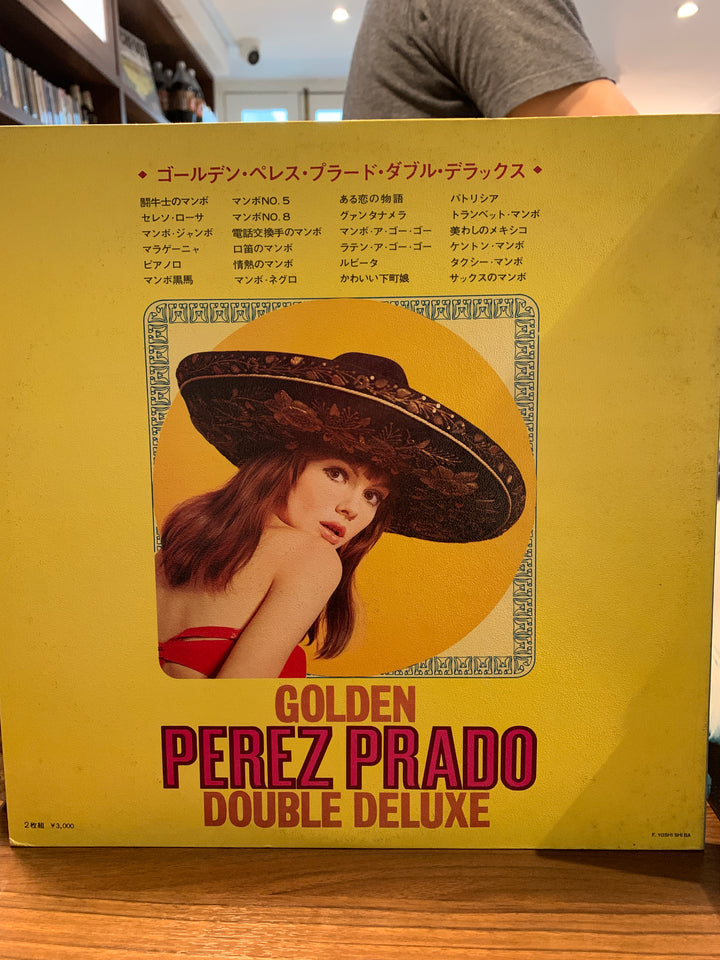 ◆ ゴールデン・ペレス・プラード・ダブル・デラックス ◆
闘牛士のマンボ
セレソ・ローサ
マンボ・ジャンボ
マラゲーニャ
ピアノロ
マンボ黒馬
マンボNO.5
マンボNO.8
電話交換手のマンボ
口笛のマンボ
情熱のマンボ
マンボ・ネグロ
ある恋の物語
グァンタナメラ
マンボ・ア・ゴー・ゴー
ラテン・ア・ゴー・ゴー
ルピータ
かわいい下町娘
パトリシア
トランペット・マンボ
美わしのメキシコ
ケントン・マンボ
タクシー・マンボ
サックスのマンボ
GOLDEN
PEREZ PRADO
DOUBLE DELUXE
2枚組 ¥3,000
F. YOSHI SHI BA